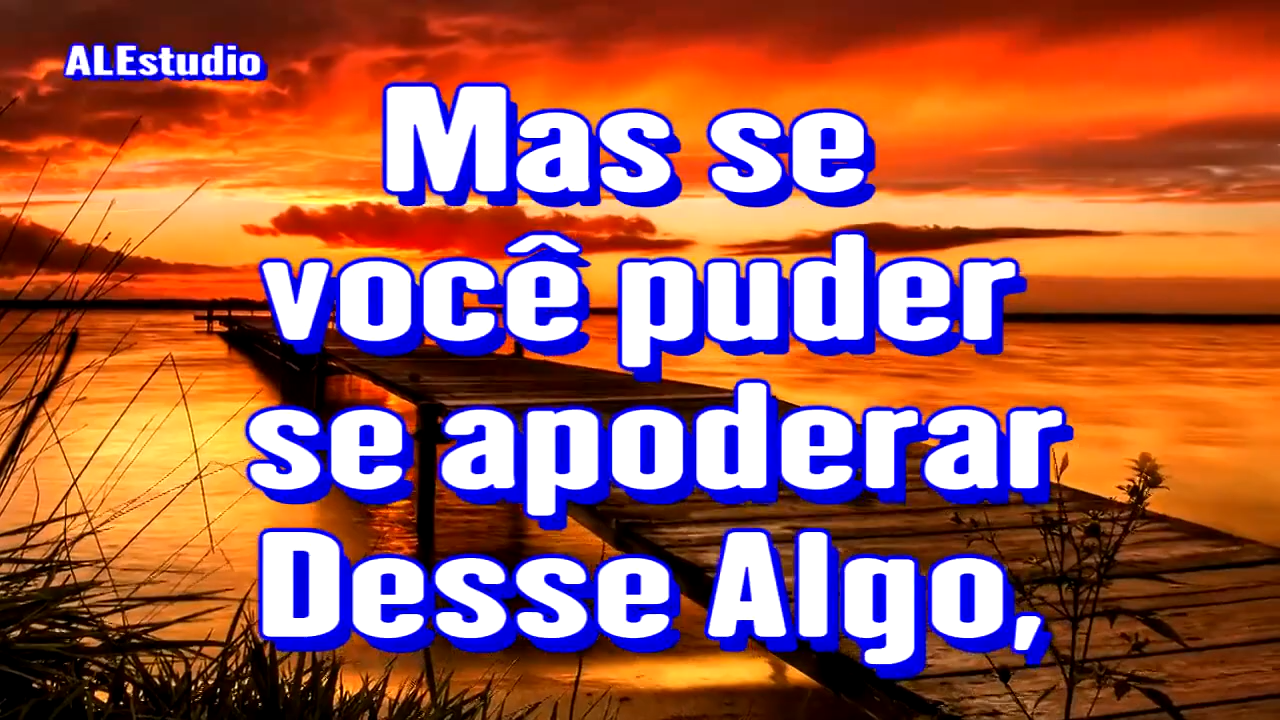 ALEstudio
Mas se
você puder
se apoderar
Desse Algo,